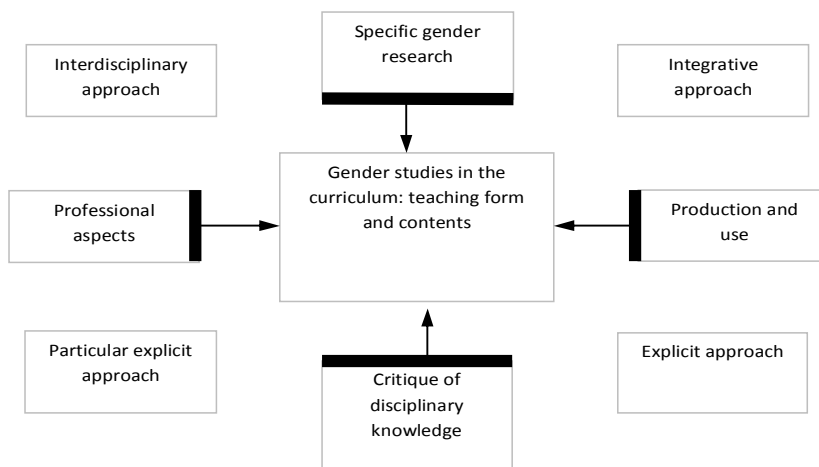 Specific gender
research
Interdisciplinary
approach
Integrative
approach
Gender studies in the
curriculum: teaching form
and contents
Professional
aspects
Production and
use
Particular explicit
approach
Explicit approach
Critique of
disciplinary
knowledge